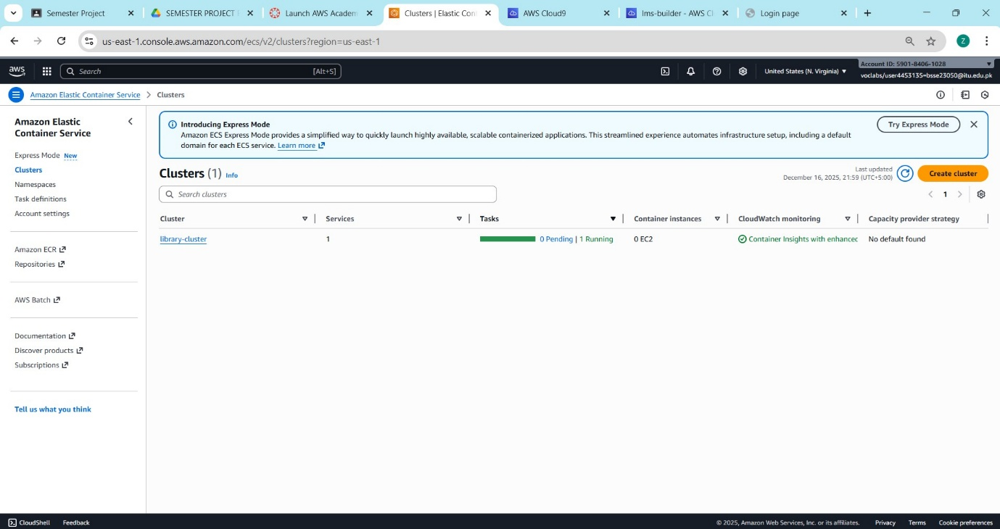 Semester Project
SEMESTER PROJECT
Launch AWS Academ
Clusters | Elastic Con
AWS Cloud9
lms-builder - AWS Cl
Login page
us-east-1.console.aws.amazon.com/ecs/v2/clusters?region=us-east-1
Z
aws
Search
[Alt+S]
United States (N. Virginia)
Account ID: 5901-8406-1028
voclabs/user4453135=bsse23050@itu.edu.pk
Amazon Elastic Container Service
Clusters
Amazon Elastic
Container Service
Express Mode New
Clusters
Namespaces
Task definitions
Account settings
Amazon ECR
Repositories
AWS Batch
Documentation
Discover products
Subscriptions
Tell us what you think
Introducing Express Mode
Amazon ECS Express Mode provides a simplified way to quickly launch highly available, scalable containerized applications. This streamlined experience automates infrastructure setup, including a default
domain for each ECS service. Learn more
Try Express Mode
Clusters (1) Info
Last updated
December 16, 2025, 21:59 (UTC+5:00)
Create cluster
Search clusters
1
Cluster Services Tasks Container instances CloudWatch monitoring Capacity provider strategy
library-cluster 1 0 Pending | 1 Running 0 EC2 Container Insights with enhanced No default found
CloudShell Feedback
© 2025, Amazon Web Services, Inc. or its affiliates. Privacy Terms Cookie preferences